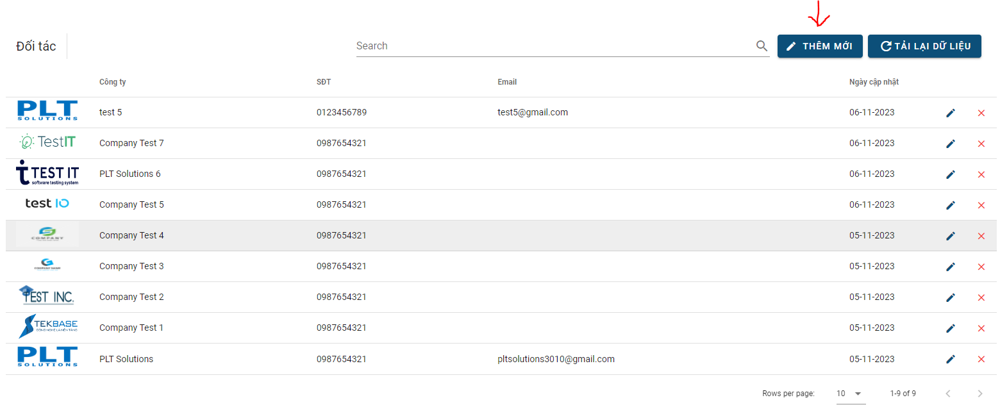 Đối tác
Search
THÊM MỚI
TẢI LẠI DỮ LIỆU
Công ty SĐT Email Ngày cập nhật
PLT SOLUTIONS test 5 0123456789 test5@gmail.com 06-11-2023
TestIT Company Test 7 0987654321 06-11-2023
TEST IT software testing system PLT Solutions 6 0987654321 06-11-2023
test IO Company Test 5 0987654321 06-11-2023
COMPANY Company Test 4 0987654321 05-11-2023
COMPANY NAME Company Test 3 0987654321 05-11-2023
TEST INC. Company Test 2 0987654321 05-11-2023
TEKBASE CÔNG NGHỆ LÀ NỀN TẢNG Company Test 1 0987654321 05-11-2023
PLT SOLUTIONS PLT Solutions 0987654321 pltsolutions3010@gmail.com 05-11-2023
Rows per page: 10 1-9 of 9